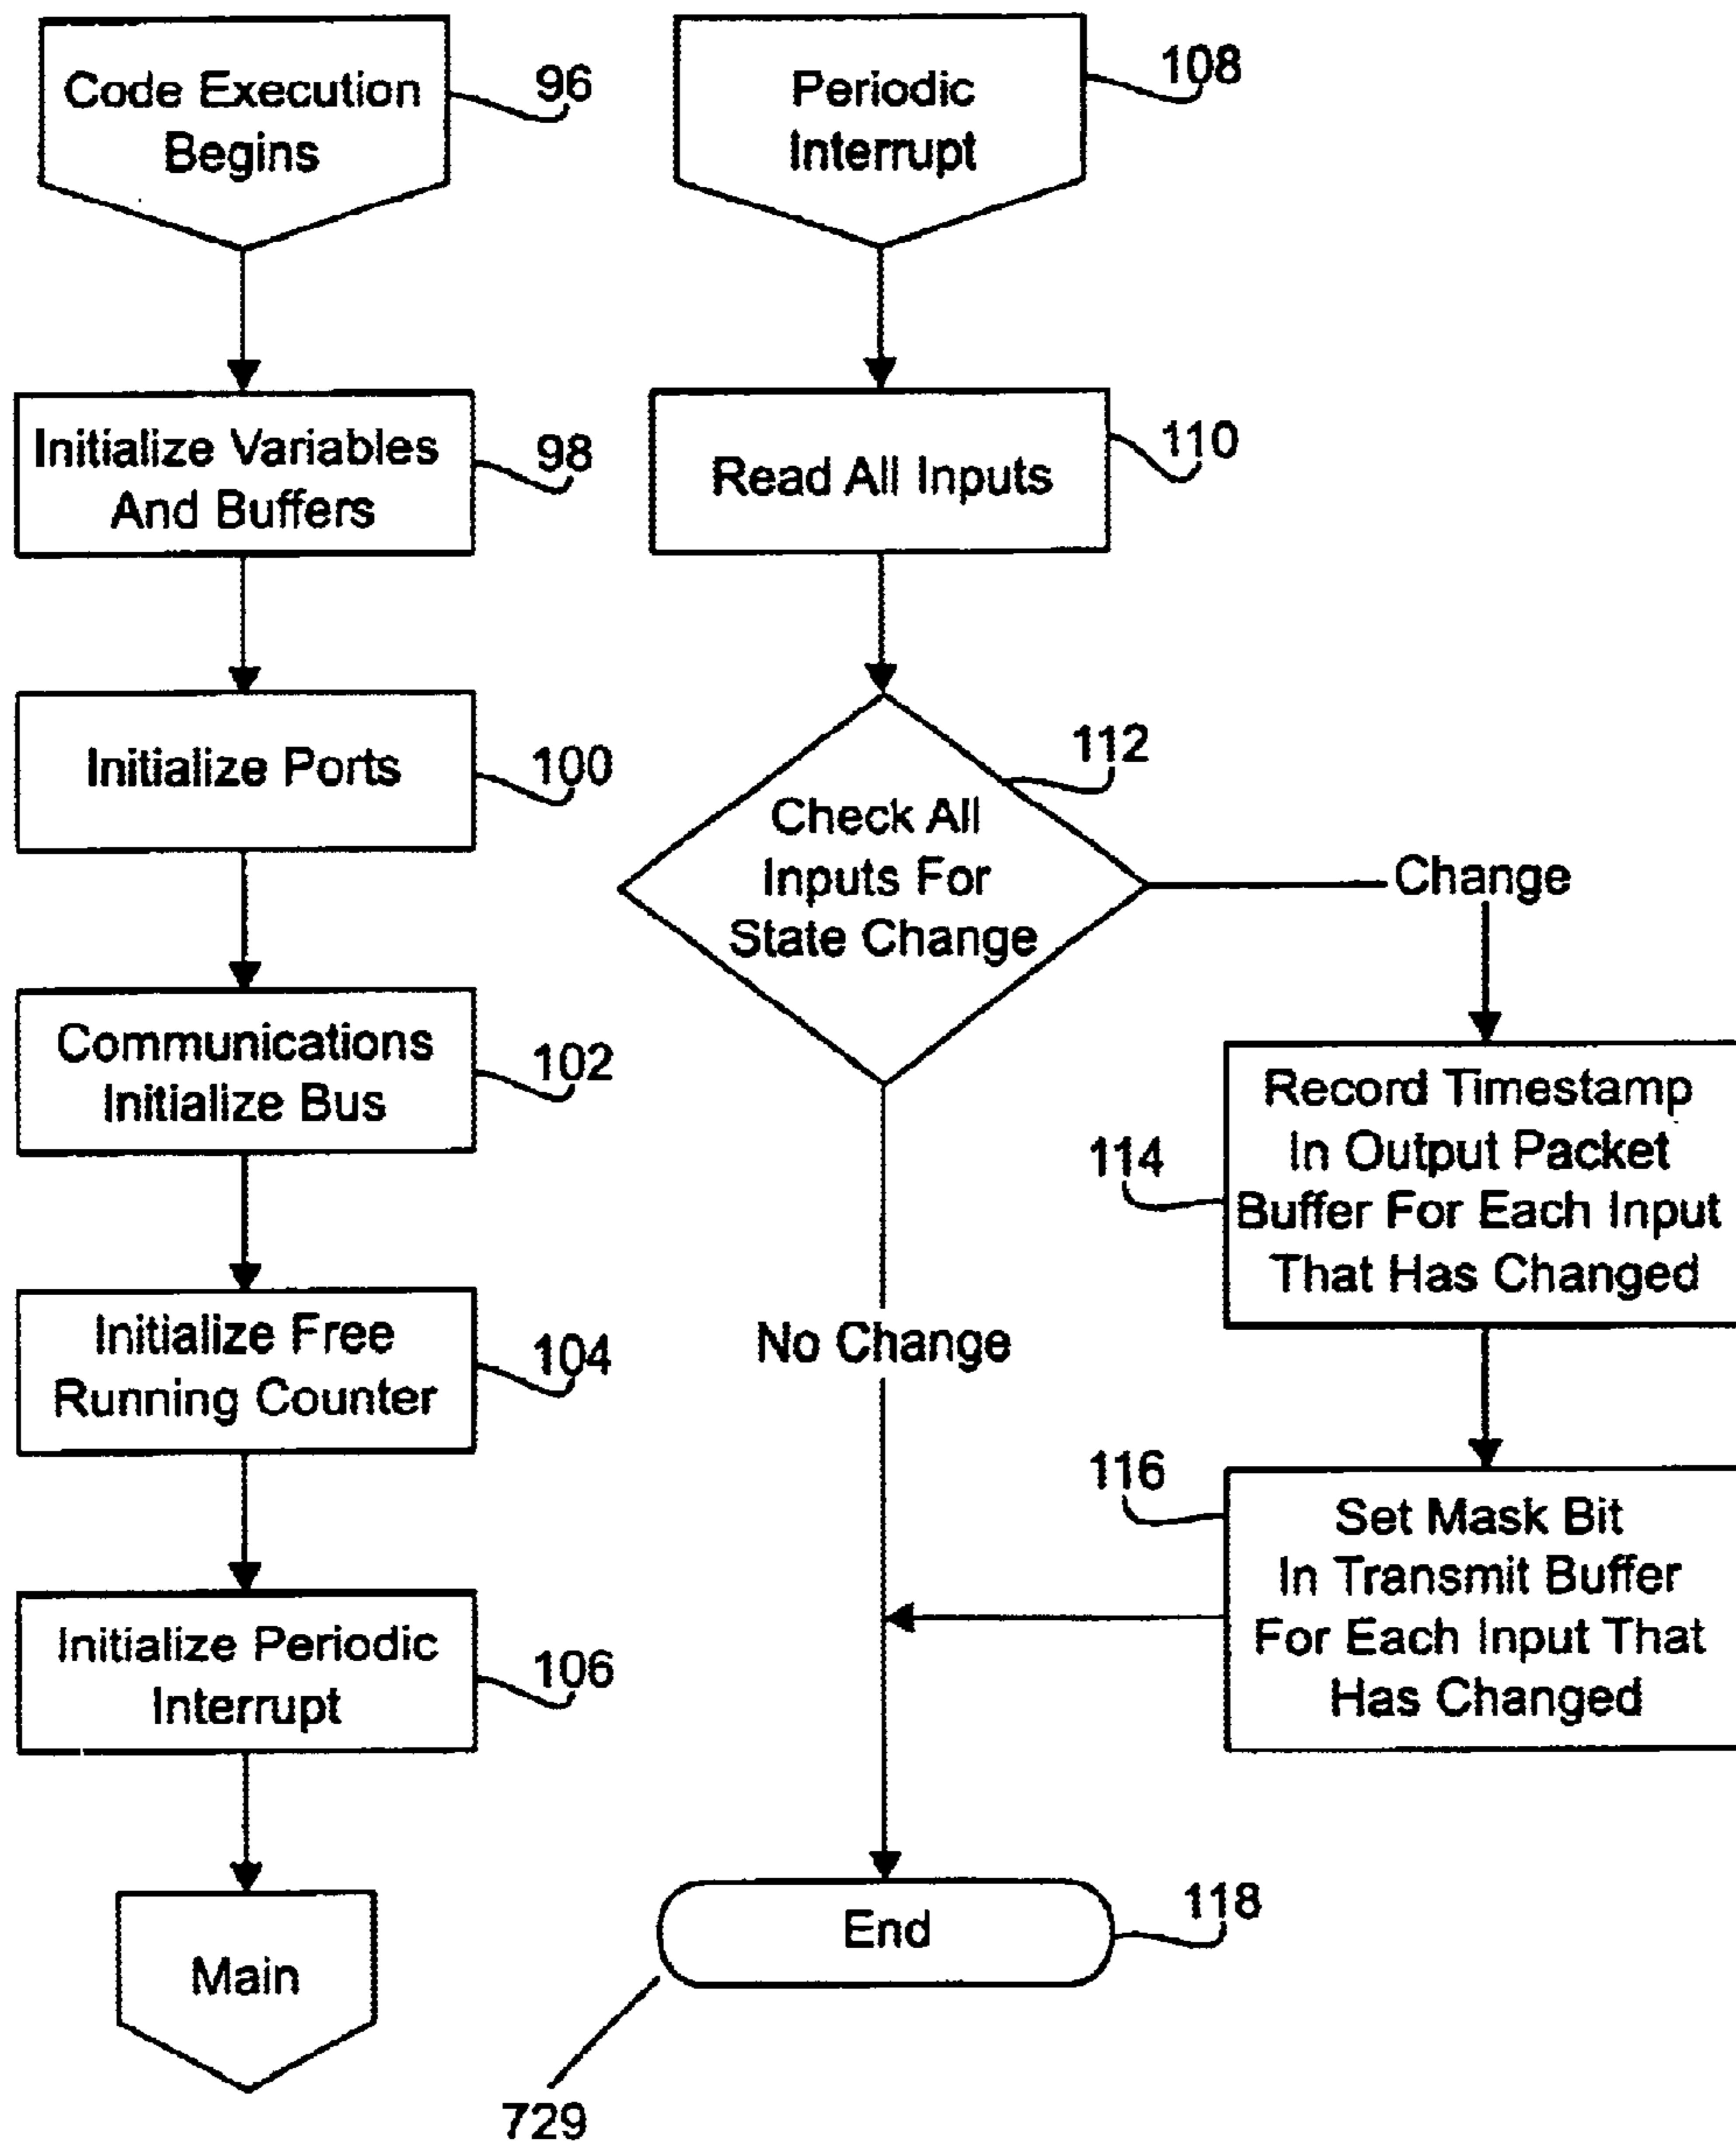 Code Execution
Begins
96
Initialize Variables
And Buffers
98
Initialize Ports
100
Communications
Initialize Bus
102
Initialize Free
Running Counter
104
Initialize Periodic
Interrupt
106
Main
Periodic
Interrupt
108
Read All Inputs
110
Check All
Inputs For
State Change
112
Change
No Change
Record Timestamp
In Output Packet
Buffer For Each Input
That Has Changed
114
Set Mask Bit
In Transmit Buffer
For Each Input That
Has Changed
116
End
118
729